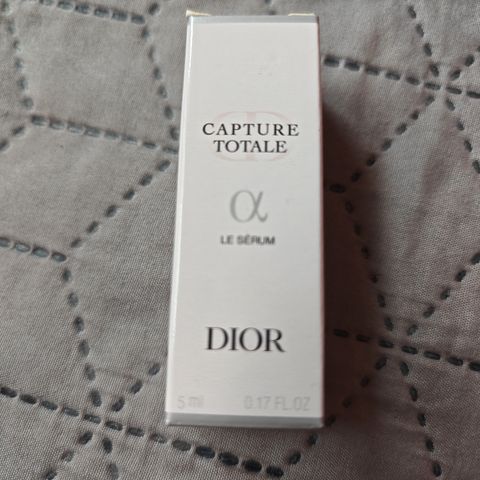 CAPTURE
TOTALE
α
LE SÉRUM
DIOR
5 ml 0.17 FL.OZ